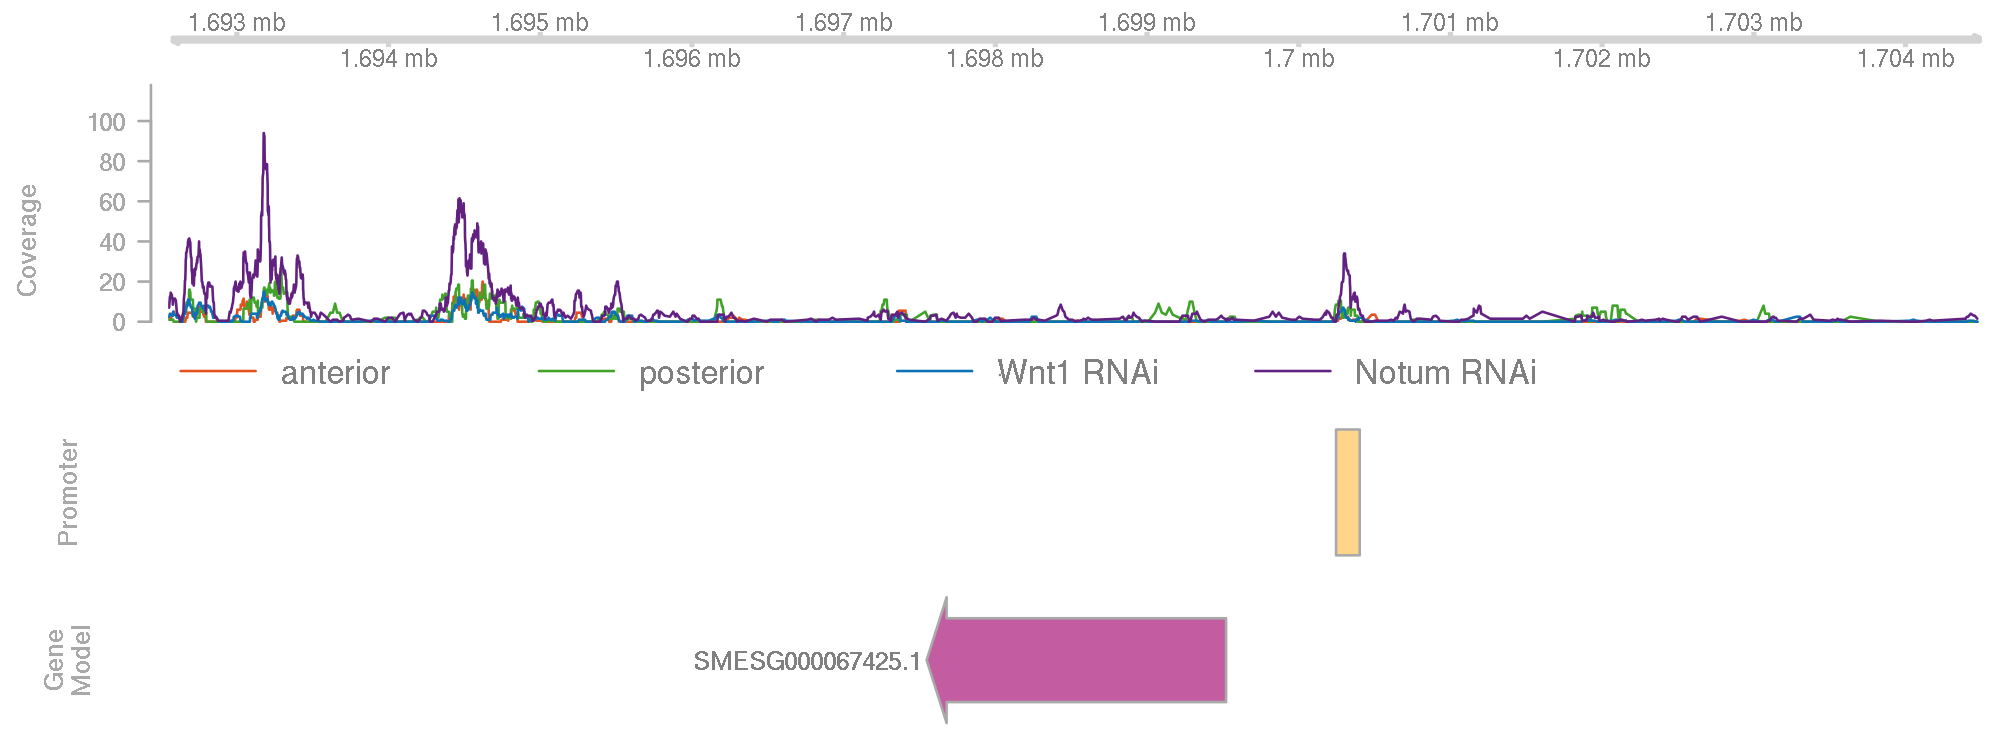 1.693 mb 1.695 mb 1.697 mb 1.699 mb 1.701 mb 1.703 mb
1.694 mb 1.696 mb 1.698 mb 1.7 mb 1.702 mb 1.704 mb
Coverage
100
80
60
40
20
0
anterior posterior Wnt1 RNAi Notum RNAi
Promoter
Gene
Model
SMESG000067425.1